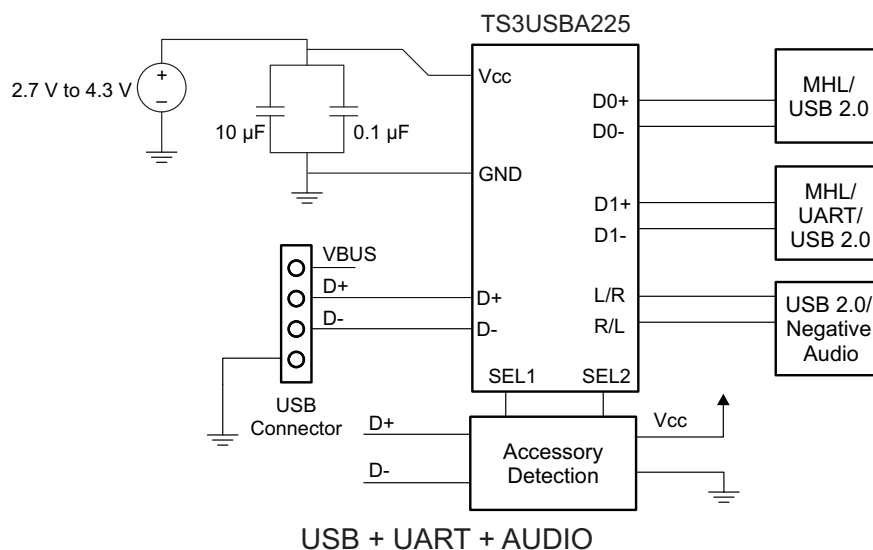 TS3USBA225
2.7 V to 4.3 V
+
–
10 µF
0.1 µF
Vcc
GND
D0+
D0-
D1+
D1-
D+
D-
L/R
R/L
SEL1
SEL2
MHL/
USB 2.0
MHL/
UART/
USB 2.0
USB 2.0/
Negative
Audio
VBUS
D+
D-
USB
Connector
D+
D-
Accessory
Detection
Vcc
USB + UART + AUDIO